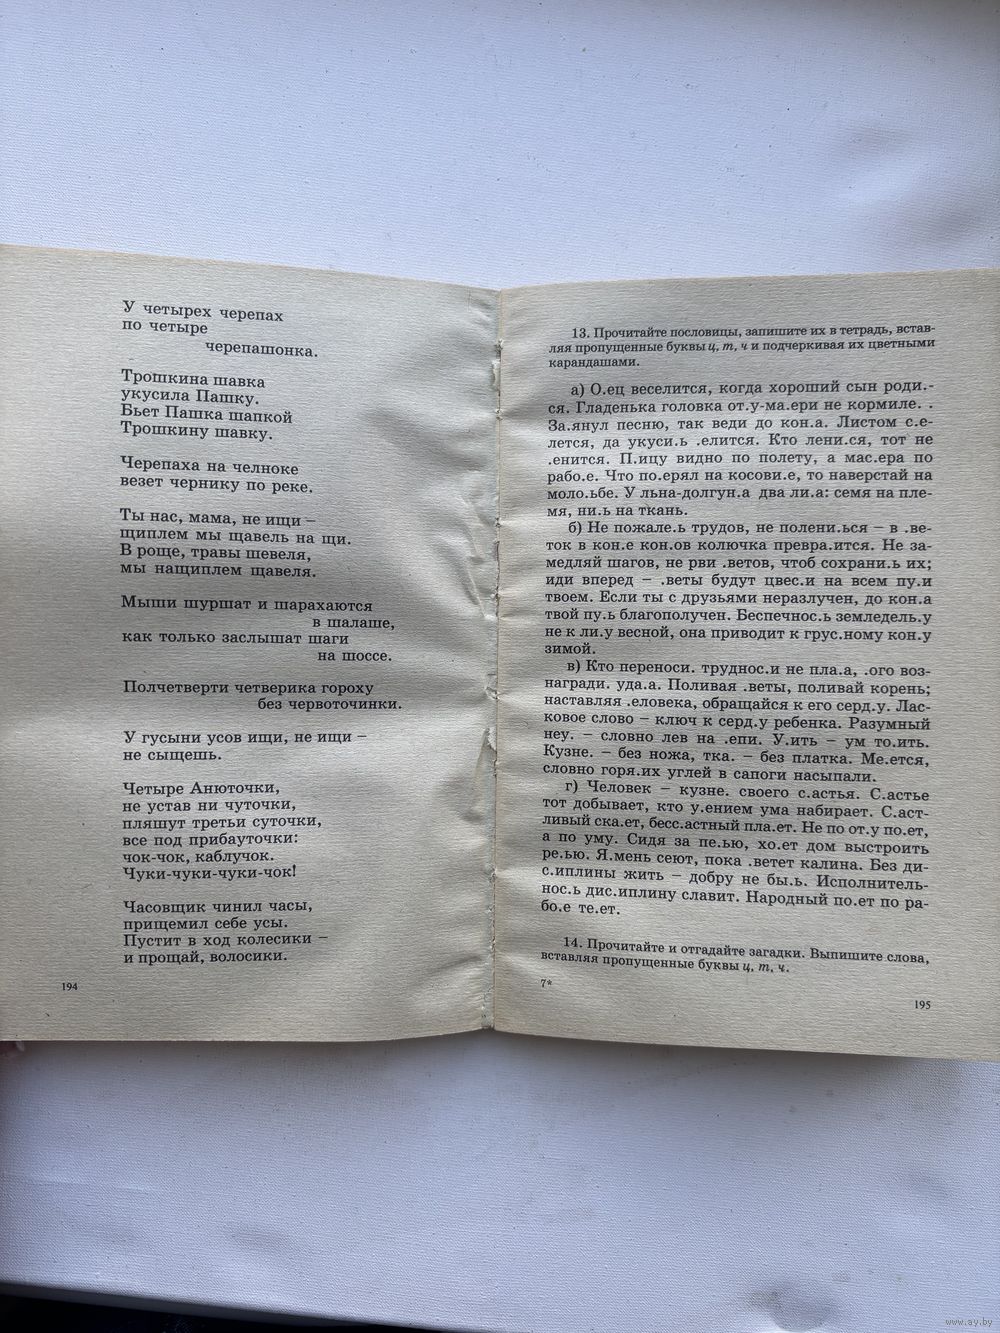 У четырех черепах
по четыре
черепашонка.
Трошкина шавка
укусила Пашку.
Бьет Пашка шапкой
Трошкину шавку.
Черепаха на челноке
везет чернику по реке.
Ты нас, мама, не ищи –
щиплем мы щавель на щи.
В роще, травы шевеля,
мы нащиплем щавеля.
Мыши шуршат и шарахаются
в шалаше,
как только заслышат шаги
на шоссе.
Полчетверти четверика гороху
без червоточинки.
У гусыни усов ищи, не ищи –
не сыщешь.
Четыре Анюточки,
не устав ни чуточки,
пляшут третьи суточки,
все под прибауточки:
чок-чок, каблучок.
Чуки-чуки-чуки-чок!
Часовщик чинил часы,
прищемил себе усы.
Пустит в ход колесики –
и прощай, волосики.
194
13. Прочитайте пословицы, запишите их в тетрадь, встав-
ляя пропущенные буквы ц, т, ч и подчеркивая их цветными
карандашами.
а) О.ец веселится, когда хороший сын роди.-
ся. Гладенька головка от.у-ма.ери не кормиле. .
За.янул песню, так веди до кон.а. Листом с.е-
лется, да укуси.ь .елится. Кто лени.ся, тот не
.енится. П.ицу видно по полету, а мас.ера по
рабо.е. Что по.ерял на косови.е, то наверстай на
моло.ьбе. У льна-долгун.а два ли.а: семя на пле-
мя, ни.ь на ткань.
б) Не пожале.ь трудов, не полени.ься – в .ве-
ток в кон.е кон.ов колючка превра.ится. Не за-
медляй шагов, не рви .ветов, чтоб сохрани.ь их;
иди вперед – .веты будут цвес.и на всем пу.и
твоем. Если ты с друзьями неразлучен, до кон.а
твой пу.ь благополучен. Беспечнос.ь земледель.у
не к ли.у весной, она приводит к грус.ному кон.у
зимой.
в) Кто переноси. труднос.и не пла.а, .ого воз-
награди. уда.а. Поливая .веты, поливай корень;
наставляя .еловека, обращайся к его серд.у. Лас-
ковое слово – ключ к серд.у ребенка. Разумный
неу. – словно лев на .епи. У.ить – ум то.ить.
Кузне. – без ножа, тка. – без платка. Ме.ется,
словно горя.их углей в сапоги насыпали.
г) Человек – кузне. своего с.астья. С.астье
тот добывает, кто у.ением ума набирает. С.аст-
ливый ска.ет, бесс.астный пла.ет. Не по от.у по.ет,
а по уму. Сидя за пе.ью, хо.ет дом выстроить
ре.ью. Я.мень сеют, пока .ветет калина. Без ди-
с.иплины жить – добру не бы.ь. Исполнитель-
нос.ь дис.иплину славит. Народный по.ет по ра-
бо.е те.ет.
14. Прочитайте и отгадайте загадки. Выпишите слова,
вставляя пропущенные буквы ц, т, ч.
7*
195
www.ay.by